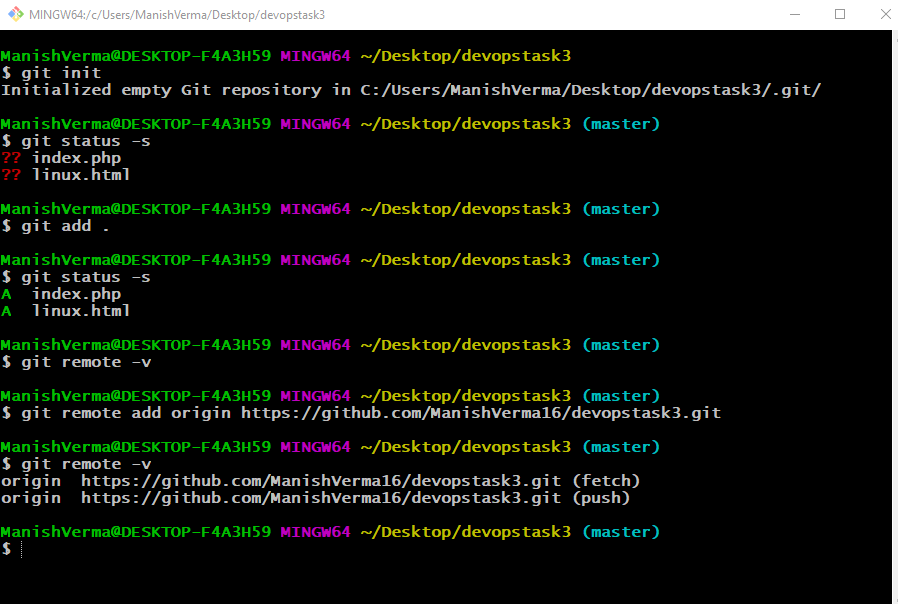 MINGW64:/c/Users/ManishVerma/Desktop/devopstask3
ManishVerma@DESKTOP-F4A3H59 MINGW64 ~/Desktop/devopstask3
$ git init
Initialized empty Git repository in C:/Users/ManishVerma/Desktop/devopstask3/.git/
ManishVerma@DESKTOP-F4A3H59 MINGW64 ~/Desktop/devopstask3 (master)
$ git status -s
?? index.php
?? linux.html
ManishVerma@DESKTOP-F4A3H59 MINGW64 ~/Desktop/devopstask3 (master)
$ git add .
ManishVerma@DESKTOP-F4A3H59 MINGW64 ~/Desktop/devopstask3 (master)
$ git status -s
A  index.php
A  linux.html
ManishVerma@DESKTOP-F4A3H59 MINGW64 ~/Desktop/devopstask3 (master)
$ git remote -v
ManishVerma@DESKTOP-F4A3H59 MINGW64 ~/Desktop/devopstask3 (master)
$ git remote add origin https://github.com/ManishVerma16/devopstask3.git
ManishVerma@DESKTOP-F4A3H59 MINGW64 ~/Desktop/devopstask3 (master)
$ git remote -v
origin  https://github.com/ManishVerma16/devopstask3.git (fetch)
origin  https://github.com/ManishVerma16/devopstask3.git (push)
ManishVerma@DESKTOP-F4A3H59 MINGW64 ~/Desktop/devopstask3 (master)
$